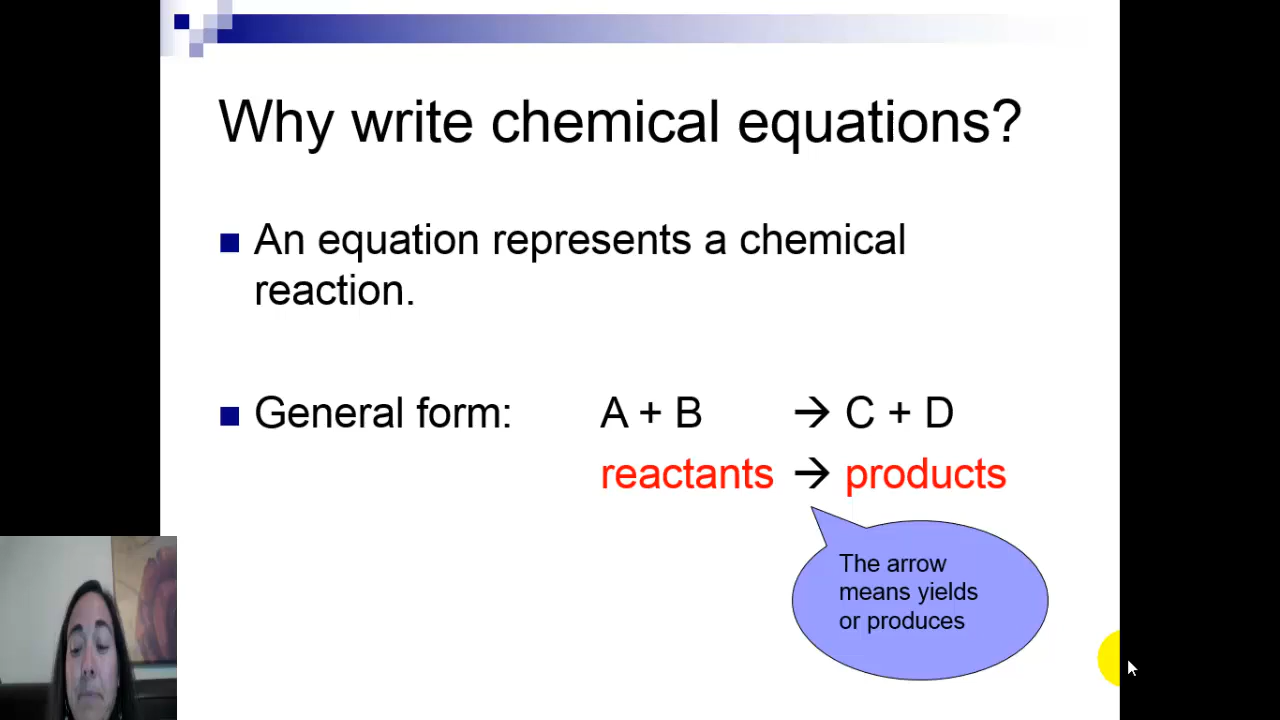 Why write chemical equations?
An equation represents a chemical
reaction.
General form: A + B → C + D
reactants → products
The arrow
means yields
or produces